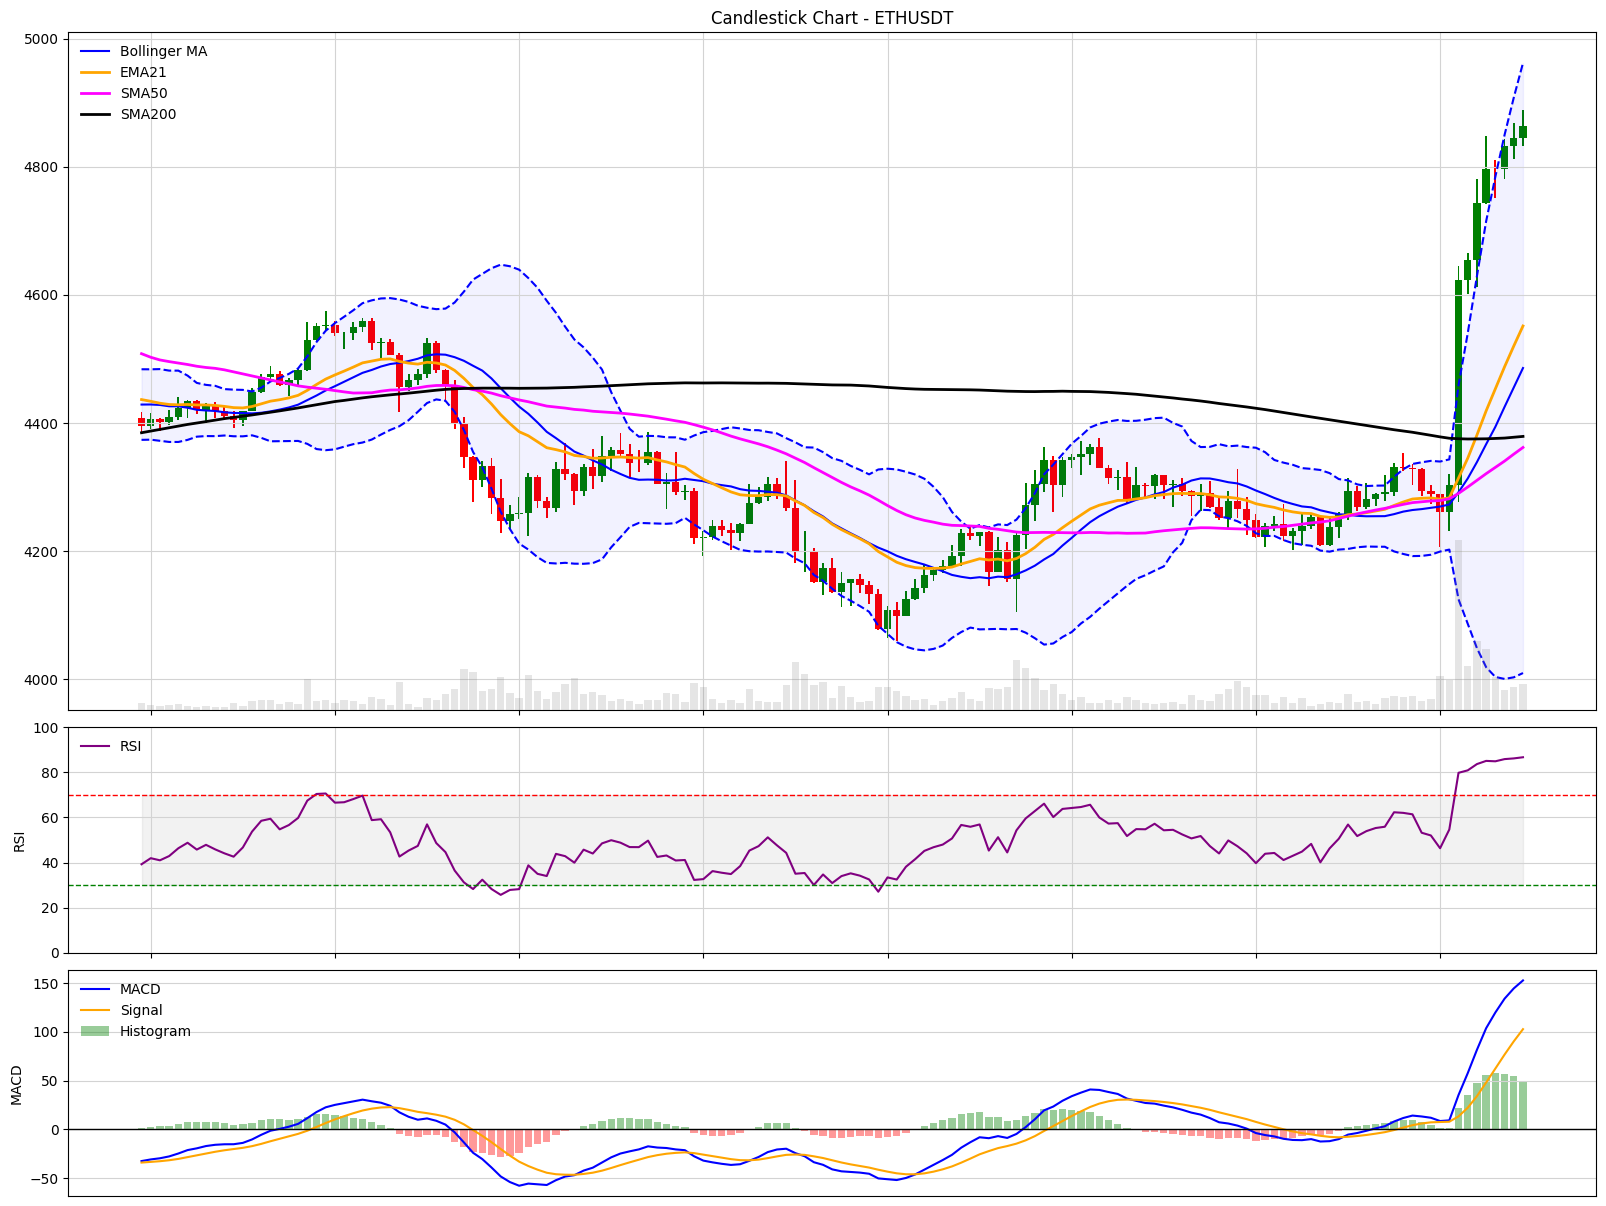 Candlestick Chart - ETHUSDT
5000
4800
4600
4400
4200
4000
Bollinger MA
EMA21
SMA50
SMA200
100
80
60
40
20
0
RSI
RSI
150
100
50
0
−50
MACD
MACD
Signal
Histogram